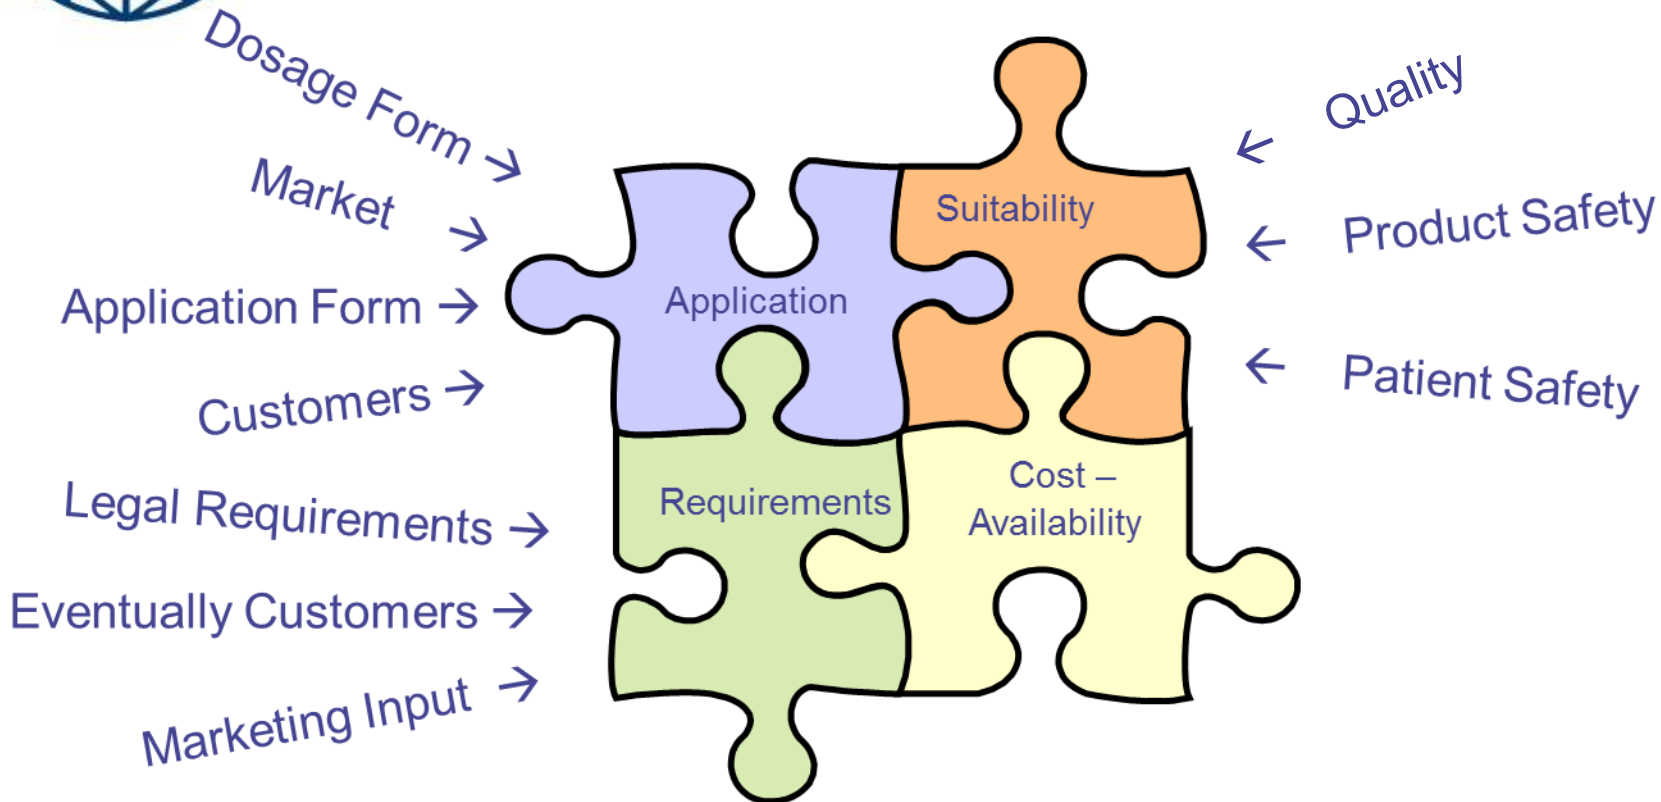 Dosage Form →
Market →
Application Form →
Customers →
Legal Requirements →
Eventually Customers →
Marketing Input →
Application
Suitability
Requirements
Cost –
Availability
← Quality
← Product Safety
← Patient Safety